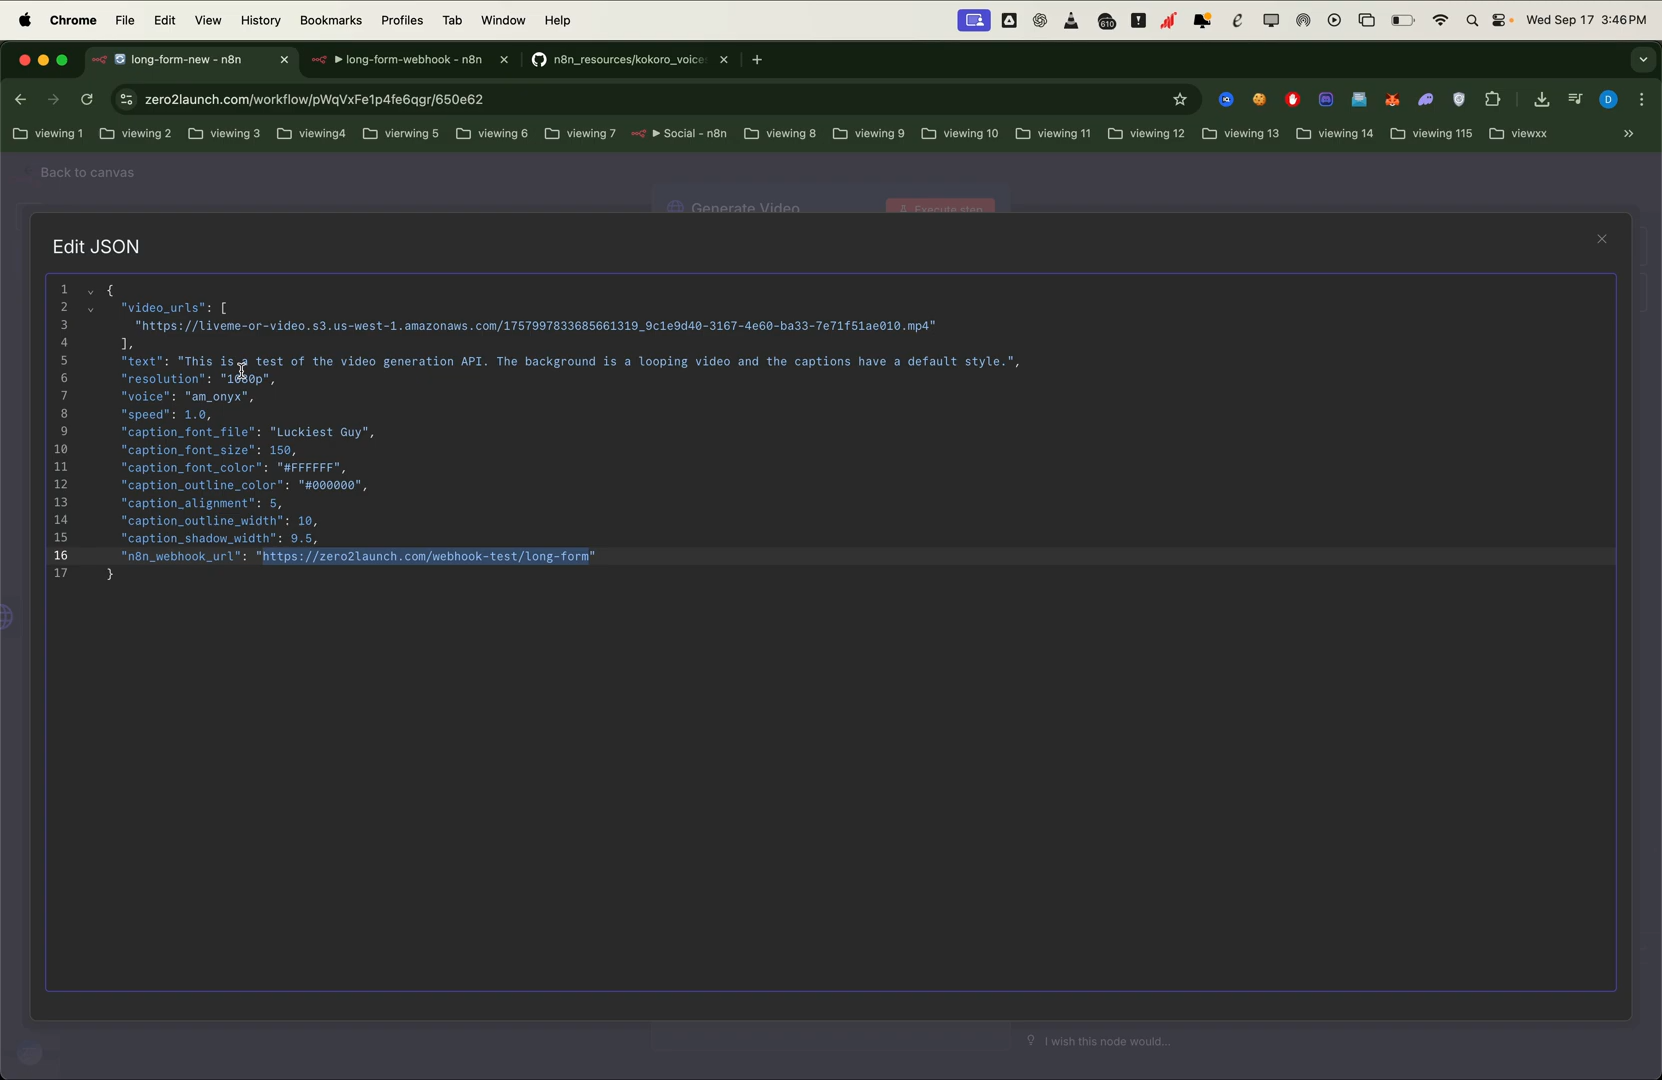 Chrome File Edit View History Bookmarks Profiles Tab Window Help 610 Wed Sep 17 3:46 PM
long-form-new - n8n long-form-webhook - n8n n8n_resources/kokoro_voice
zero2launch.com/workflow/pWqVxFe1p4fe6qgr/650e62 D
viewing 1 viewing 2 viewing 3 viewing4 vierwing 5 viewing 6 viewing 7 Social - n8n viewing 8 viewing 9 viewing 10 viewing 11 viewing 12 viewing 13 viewing 14 viewing 115 viewxx »
Back to canvas
Generate Video Execute step
Edit JSON
1 {
2 "video_urls": [
3 "https://liveme-or-video.s3.us-west-1.amazonaws.com/1757997833685661319_9c1e9d40-3167-4e60-ba33-7e71f51ae010.mp4"
4 ],
5 "text": "This is a test of the video generation API. The background is a looping video and the captions have a default style.",
6 "resolution": "1080p",
7 "voice": "am_onyx",
8 "speed": 1.0,
9 "caption_font_file": "Luckiest Guy",
10 "caption_font_size": 150,
11 "caption_font_color": "#FFFFFF",
12 "caption_outline_color": "#000000",
13 "caption_alignment": 5,
14 "caption_outline_width": 10,
15 "caption_shadow_width": 9.5,
16 "n8n_webhook_url": "https://zero2launch.com/webhook-test/long-form"
17 }
I wish this node would...